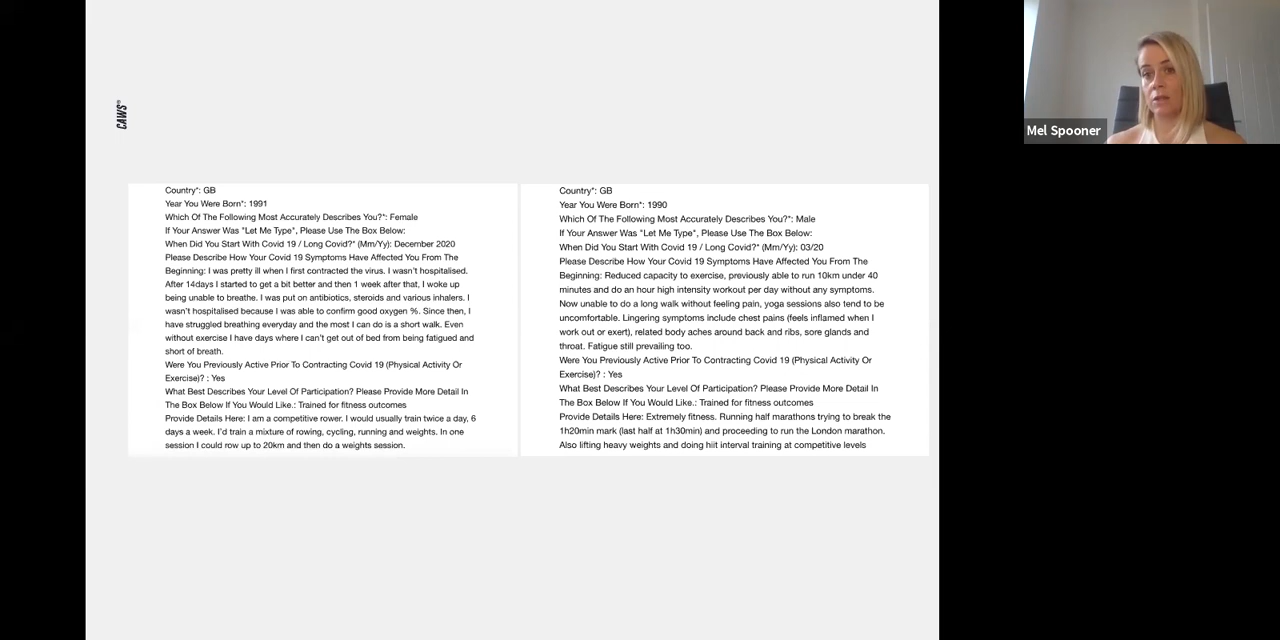 CAWS®
Country*: GB
Year You Were Born*: 1991
Which Of The Following Most Accurately Describes You?*: Female
If Your Answer Was "Let Me Type", Please Use The Box Below:
When Did You Start With Covid 19 / Long Covid?* (Mm/Yy): December 2020
Please Describe How Your Covid 19 Symptoms Have Affected You From The
Beginning: I was pretty ill when I first contracted the virus. I wasn't hospitalised.
After 14days I started to get a bit better and then 1 week after that, I woke up
being unable to breathe. I was put on antibiotics, steroids and various inhalers. I
wasn't hospitalised because I was able to confirm good oxygen %. Since then, I
have struggled breathing everyday and the most I can do is a short walk. Even
without exercise I have days where I can't get out of bed from being fatigued and
short of breath.
Were You Previously Active Prior To Contracting Covid 19 (Physical Activity Or
Exercise)? : Yes
What Best Describes Your Level Of Participation? Please Provide More Detail In
The Box Below If You Would Like.: Trained for fitness outcomes
Provide Details Here: I am a competitive rower. I would usually train twice a day, 6
days a week. I'd train a mixture of rowing, cycling, running and weights. In one
session I could row up to 20km and then do a weights session.
Country*: GB
Year You Were Born*: 1990
Which Of The Following Most Accurately Describes You?*: Male
If Your Answer Was "Let Me Type", Please Use The Box Below:
When Did You Start With Covid 19 / Long Covid?* (Mm/Yy): 03/20
Please Describe How Your Covid 19 Symptoms Have Affected You From The
Beginning: Reduced capacity to exercise, previously able to run 10km under 40
minutes and do an hour high intensity workout per day without any symptoms.
Now unable to do a long walk without feeling pain, yoga sessions also tend to be
uncomfortable. Lingering symptoms include chest pains (feels inflamed when I
work out or exert), related body aches around back and ribs, sore glands and
throat. Fatigue still prevailing too.
Were You Previously Active Prior To Contracting Covid 19 (Physical Activity Or
Exercise)? : Yes
What Best Describes Your Level Of Participation? Please Provide More Detail In
The Box Below If You Would Like.: Trained for fitness outcomes
Provide Details Here: Extremely fitness. Running half marathons trying to break the
1h20min mark (last half at 1h30min) and proceeding to run the London marathon.
Also lifting heavy weights and doing hiit interval training at competitive levels
Mel Spooner